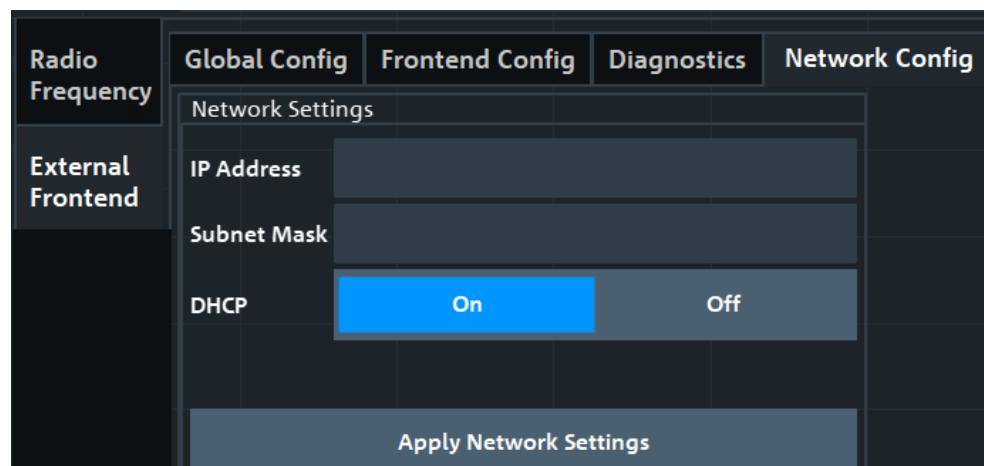 Radio
Frequency
External
Frontend
Global Config Frontend Config Diagnostics Network Config
Network Settings
IP Address
Subnet Mask
DHCP On Off
Apply Network Settings